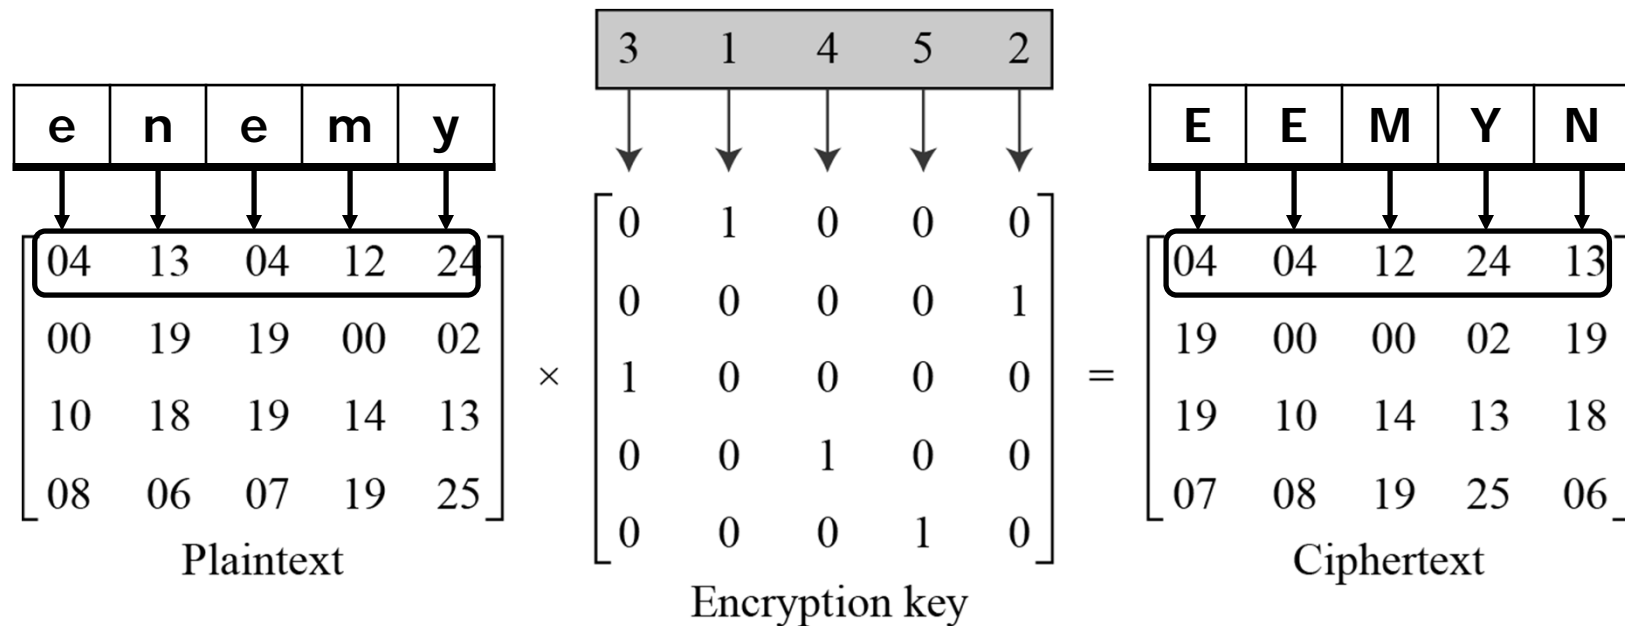 3 1 4 5 2
e n e m y
E E M Y N
04 13 04 12 24
00 19 19 00 02
10 18 19 14 13
08 06 07 19 25
Plaintext
×
0 1 0 0 0
0 0 0 0 1
1 0 0 0 0
0 0 1 0 0
0 0 0 1 0
Encryption key
=
04 04 12 24 13
19 00 00 02 19
19 10 14 13 18
07 08 19 25 06
Ciphertext